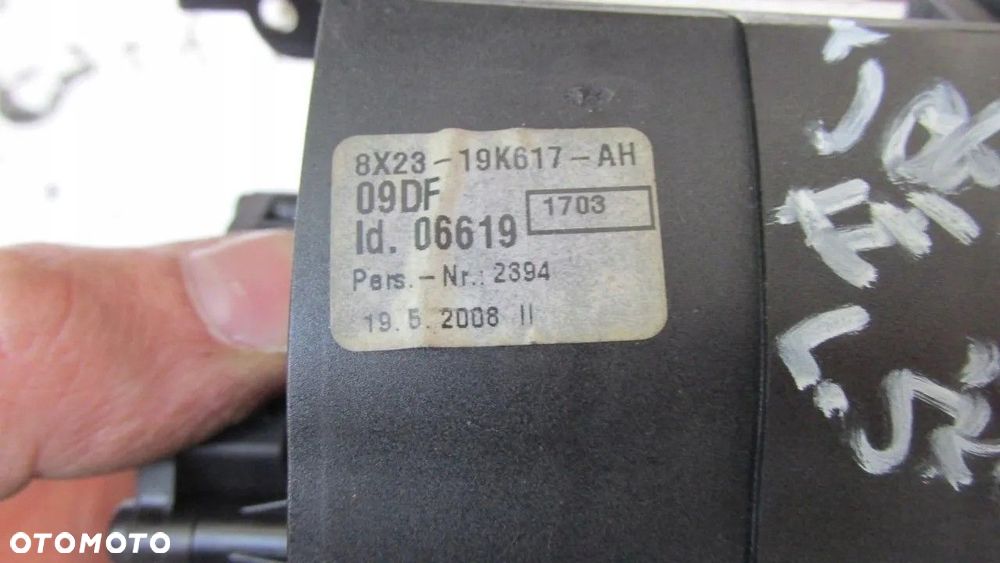 8X23-19K617-AH
09DF
1703
Id. 06619
Pers.-Nr.: 2394
19.5.2008 II
OTOMOTO